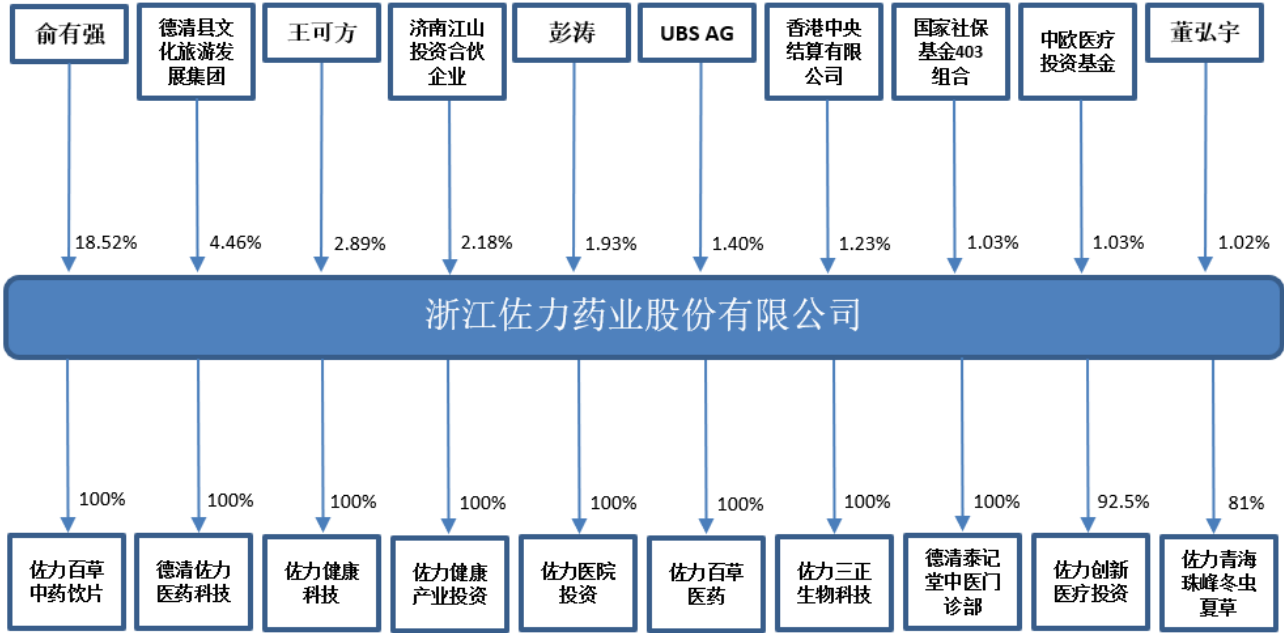 俞有强
德清县文
化旅游发
展集团
王可方
济南江山
投资合伙
企业
彭涛
UBS AG
香港中央
结算有限
公司
国家社保
基金403
组合
中欧医疗
投资基金
董弘宇
18.52%
4.46%
2.89%
2.18%
1.93%
1.40%
1.23%
1.03%
1.03%
1.02%
浙江佐力药业股份有限公司
100%
100%
100%
100%
100%
100%
100%
100%
92.5%
81%
佐力百草
中药饮片
德清佐力
医药科技
佐力健康
科技
佐力健康
产业投资
佐力医院
投资
佐力百草
医药
佐力三正
生物科技
德清泰记
堂中医门
诊部
佐力创新
医疗投资
佐力青海
珠峰冬虫
夏草